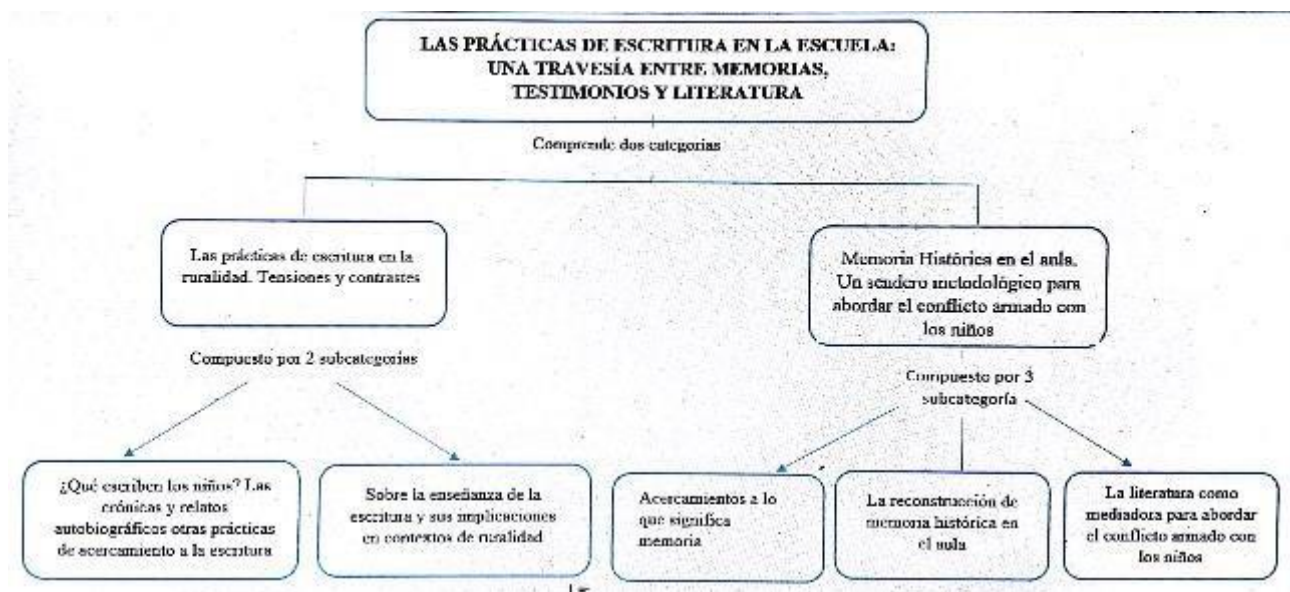 LAS PRÁCTICAS DE ESCRITURA EN LA ESCUELA:
UNA TRAVESÍA ENTRE MEMORIAS,
TESTIMONIOS Y LITERATURA
Comprende dos categorías
Las prácticas de escritura en la
ruralidad. Tensiones y contrastes
Memoria Histórica en el aula.
Un sendero metodológico para
abordar el conflicto armado con
los niños
Compuesto por 2 subcategorías
Compuesto por 3
subcategoría
¿Qué escriben los niños? Las
crónicas y relatos
autobiográficos otras prácticas
de acercamiento a la escritura
Sobre la enseñanza de la
escritura y sus implicaciones
en contextos de ruralidad
Acercamientos a lo
que significa
memoria
La reconstrucción de
memoria histórica en
el aula
La literatura como
mediadora para abordar
el conflicto armado con
los niños